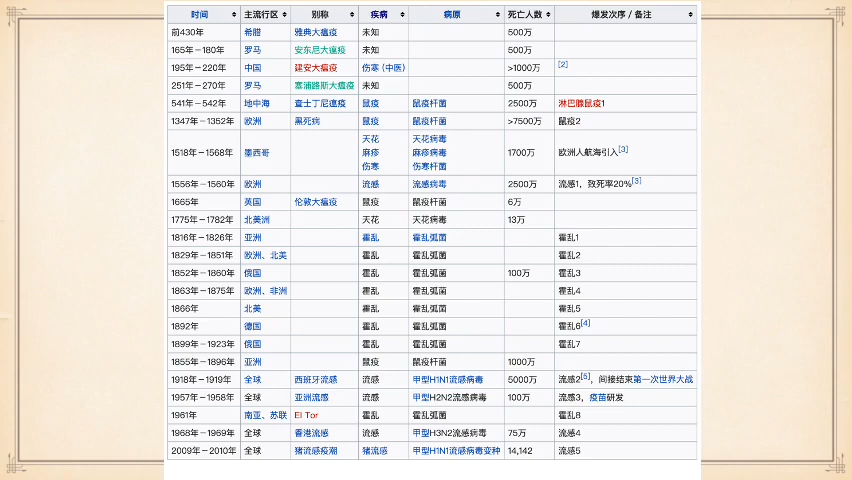 时间 主流行区 别称 疾病 病原 死亡人数 爆发次序 / 备注
前430年 希腊 雅典大瘟疫 未知 500万
165年－180年 罗马 安东尼大瘟疫 未知 500万
195年－220年 中国 建安大瘟疫 伤寒 (中医) >1000万 [2]
251年－270年 罗马 塞浦路斯大瘟疫 未知 500万
541年－542年 地中海 查士丁尼瘟疫 鼠疫 鼠疫杆菌 2500万 淋巴腺鼠疫1
1347年－1352年 欧洲 黑死病 鼠疫 鼠疫杆菌 >7500万 鼠疫2
天花 天花病毒
1518年－1568年 墨西哥 麻疹 麻疹病毒 1700万 欧洲人航海引入[3]
伤寒 伤寒杆菌
1556年－1560年 欧洲 流感 流感病毒 2500万 流感1，致死率20%[3]
1665年 英国 伦敦大瘟疫 鼠疫 鼠疫杆菌 6万
1775年－1782年 北美洲 天花 天花病毒 13万
1816年－1826年 亚洲 霍乱 霍乱弧菌 霍乱1
1829年－1851年 欧洲、北美 霍乱 霍乱弧菌 霍乱2
1852年－1860年 俄国 霍乱 霍乱弧菌 100万 霍乱3
1863年－1875年 欧洲、非洲 霍乱 霍乱弧菌 霍乱4
1866年 北美 霍乱 霍乱弧菌 霍乱5
1892年 德国 霍乱 霍乱弧菌 霍乱6[4]
1899年－1923年 俄国 霍乱 霍乱弧菌 霍乱7
1855年－1896年 亚洲 鼠疫 鼠疫杆菌 1000万
1918年－1919年 全球 西班牙流感 流感 甲型H1N1流感病毒 5000万 流感2[5]，间接结束第一次世界大战
1957年－1958年 全球 亚洲流感 流感 甲型H2N2流感病毒 100万 流感3，疫苗研发
1961年 南亚、苏联 El Tor 霍乱 霍乱弧菌 霍乱8
1968年－1969年 全球 香港流感 流感 甲型H3N2流感病毒 75万 流感4
2009年－2010年 全球 猪流感疫潮 猪流感 甲型H1N1流感病毒变种 14,142 流感5